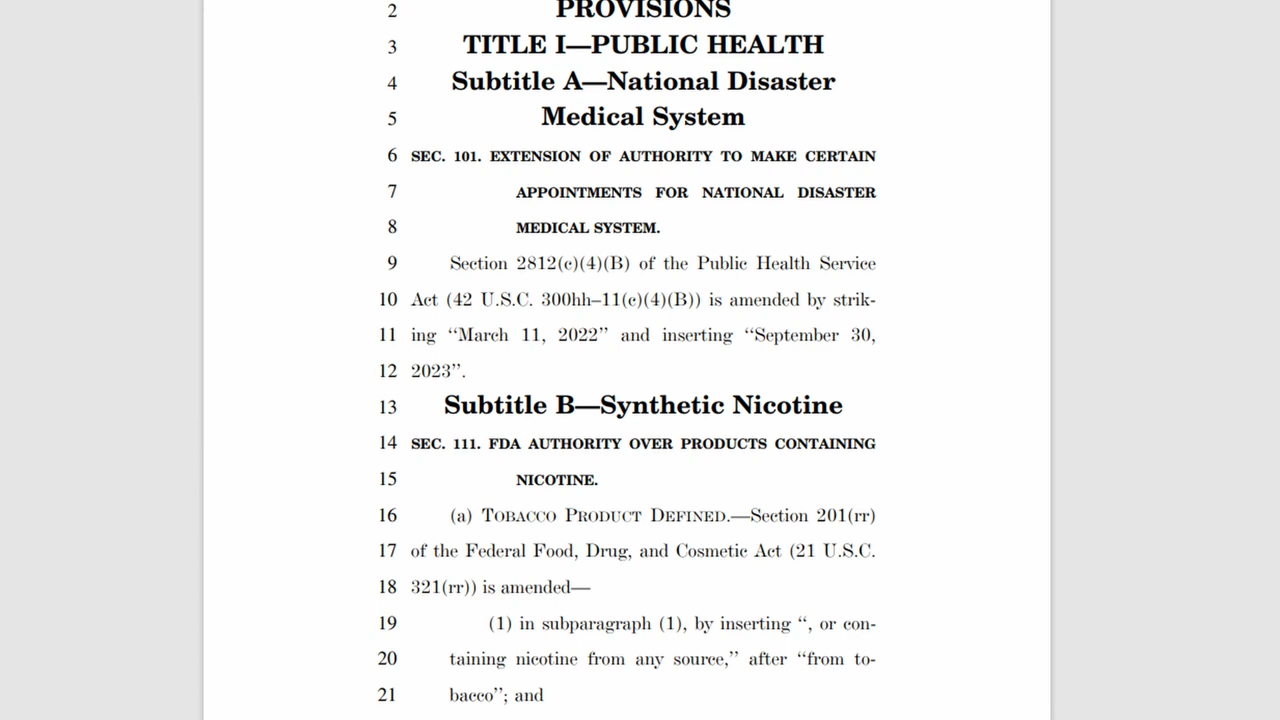 2 PROVISIONS
3 TITLE I—PUBLIC HEALTH
4 Subtitle A—National Disaster
5 Medical System
6 SEC. 101. EXTENSION OF AUTHORITY TO MAKE CERTAIN
7 APPOINTMENTS FOR NATIONAL DISASTER
8 MEDICAL SYSTEM.
9 Section 2812(c)(4)(B) of the Public Health Service
10 Act (42 U.S.C. 300hh–11(c)(4)(B)) is amended by strik-
11 ing ‘‘March 11, 2022’’ and inserting ‘‘September 30,
12 2023’’.
13 Subtitle B—Synthetic Nicotine
14 SEC. 111. FDA AUTHORITY OVER PRODUCTS CONTAINING
15 NICOTINE.
16 (a) TOBACCO PRODUCT DEFINED.—Section 201(rr)
17 of the Federal Food, Drug, and Cosmetic Act (21 U.S.C.
18 321(rr)) is amended—
19 (1) in subparagraph (1), by inserting ‘‘, or con-
20 taining nicotine from any source,’’ after ‘‘from to-
21 bacco’’; and